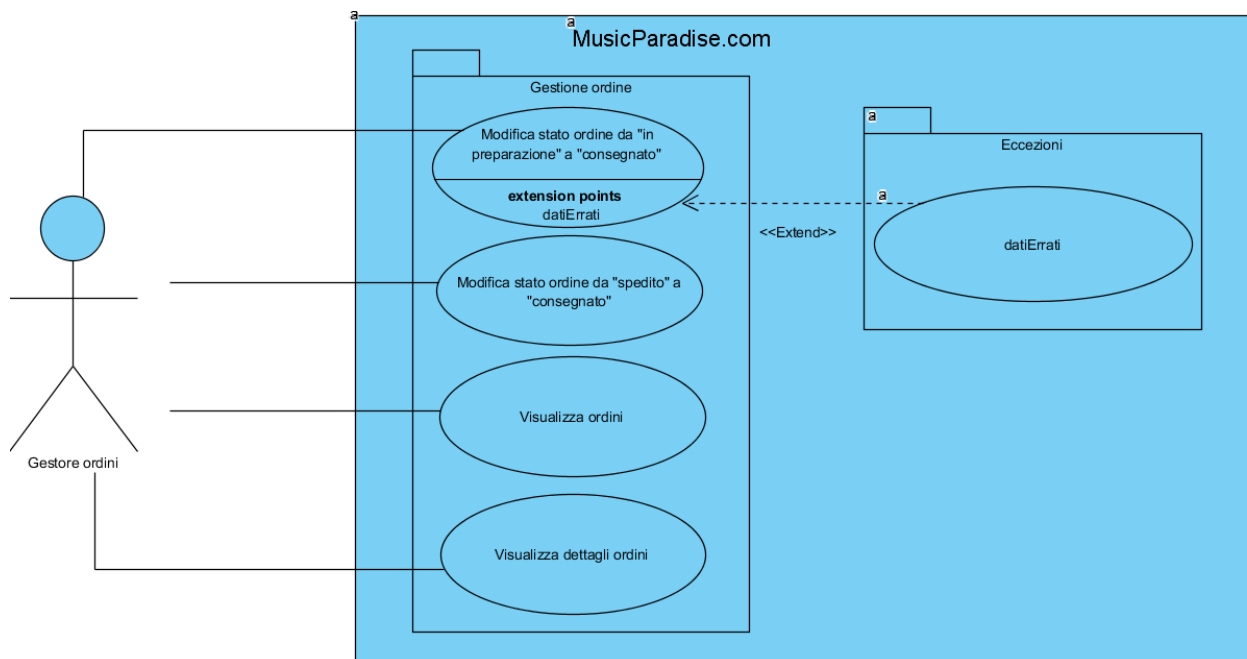 a
a
MusicParadise.com
Gestione ordine
Modifica stato ordine da "in
preparazione" a "consegnato"
extension points
datiErrati
Modifica stato ordine da "spedito" a
"consegnato"
Visualizza ordini
Visualizza dettagli ordini
Gestore ordini
<<Extend>>
a
Eccezioni
a
datiErrati